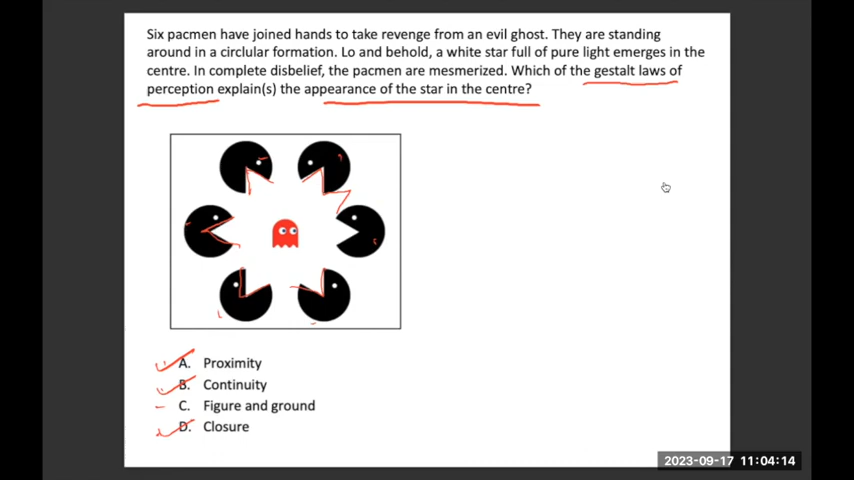 Six pacmen have joined hands to take revenge from an evil ghost. They are standing
around in a circlular formation. Lo and behold, a white star full of pure light emerges in the
centre. In complete disbelief, the pacmen are mesmerized. Which of the gestalt laws of
perception explain(s) the appearance of the star in the centre?
A. Proximity
B. Continuity
C. Figure and ground
D. Closure
2023-09-17 11:04:14